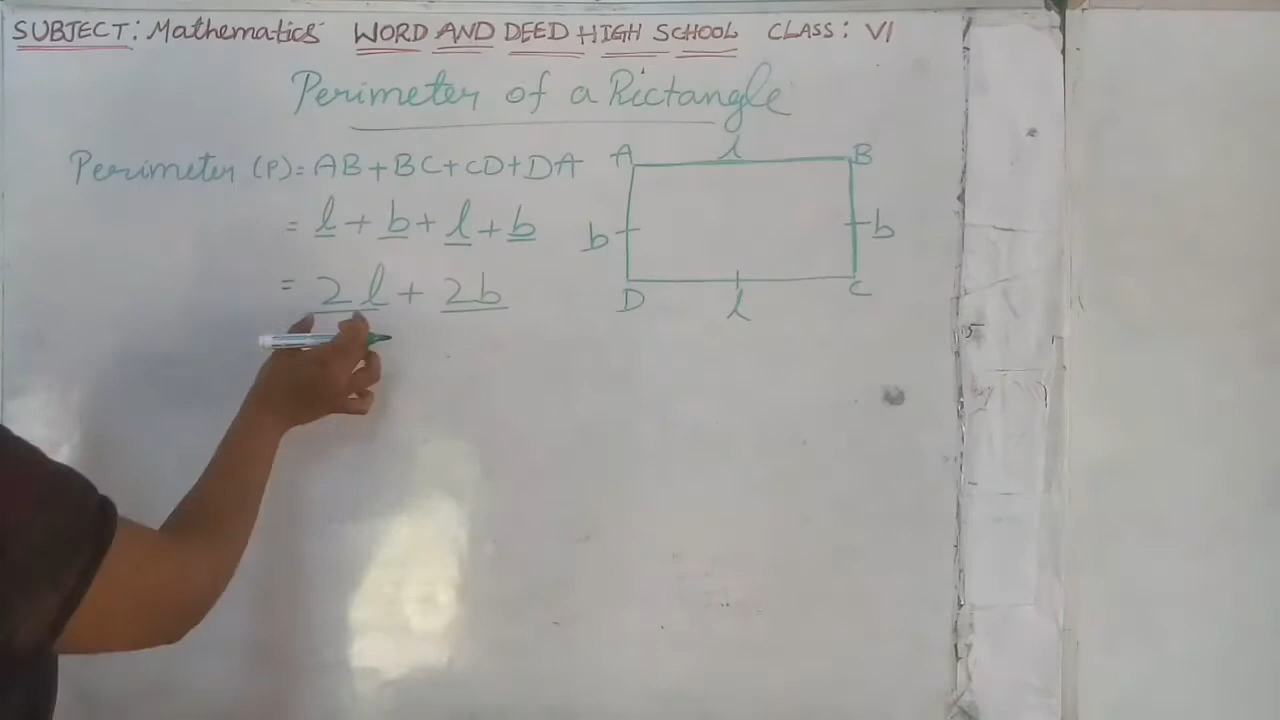 SUBJECT: Mathematics WORD AND DEED HIGH SCHOOL CLASS: VI
Perimeter of a Rictangle
Perimeter (P) = AB + BC + CD + DA
= l + b + l + b
= 2l + 2b
A l B
b b
D l C